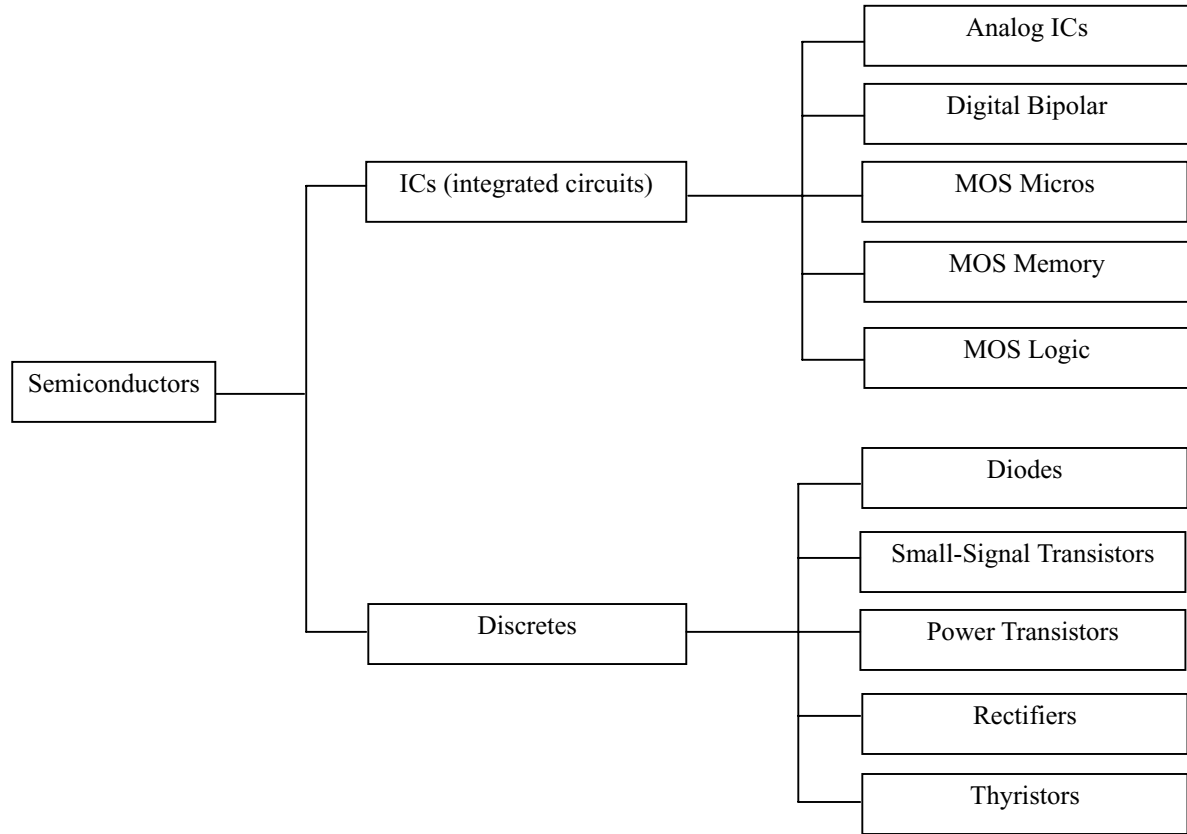 Analog ICs
Digital Bipolar
ICs (integrated circuits)
MOS Micros
MOS Memory
MOS Logic
Semiconductors
Diodes
Small-Signal Transistors
Discretes
Power Transistors
Rectifiers
Thyristors